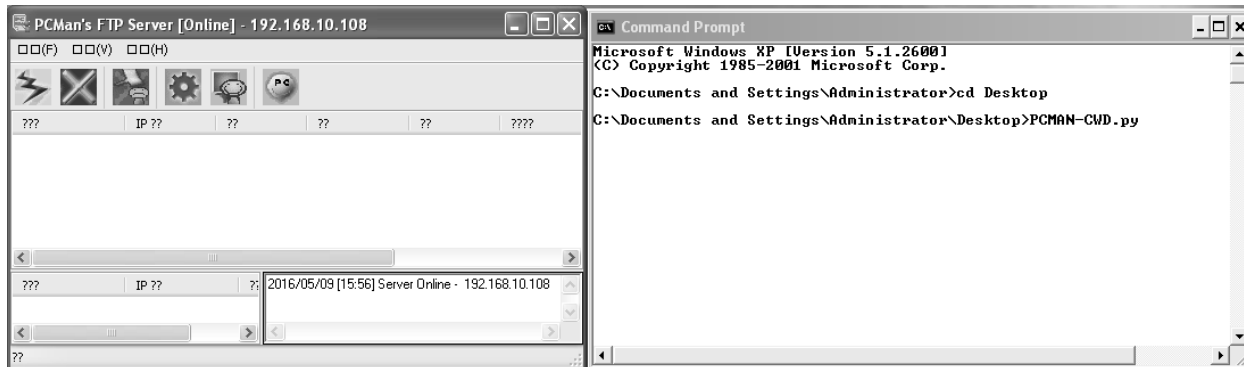 PCMan's FTP Server [Online] - 192.168.10.108
□□(F) □□(V) □□(H)
??? IP ?? ?? ?? ?? ????
??? IP ?? ??
2016/05/09 [15:56] Server Online - 192.168.10.108
??
Command Prompt
Microsoft Windows XP [Version 5.1.2600]
(C) Copyright 1985-2001 Microsoft Corp.
C:\Documents and Settings\Administrator>cd Desktop
C:\Documents and Settings\Administrator\Desktop>PCMAN-CWD.py